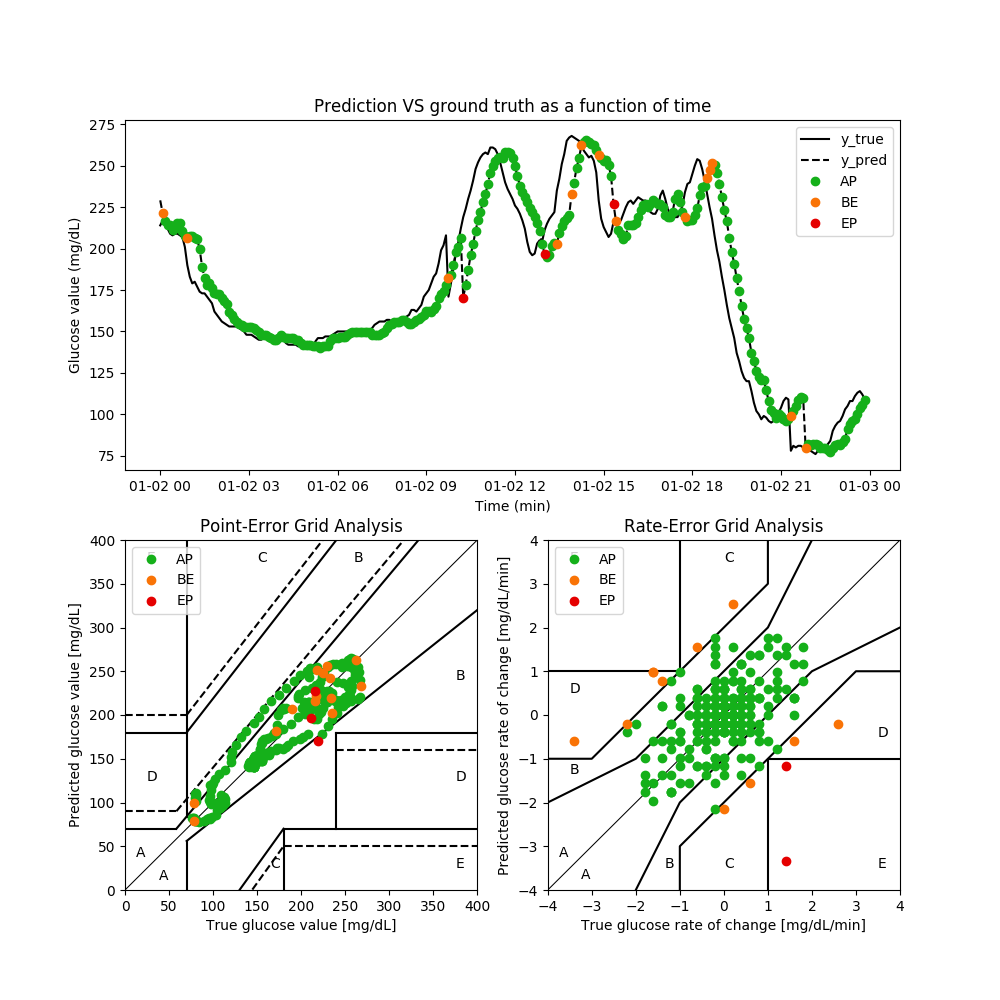 Prediction VS ground truth as a function of time
275
250
225
200
175
150
125
100
75
Glucose value (mg/dL)
y_true
y_pred
AP
BE
EP
01-02 00 01-02 03 01-02 06 01-02 09 01-02 12 01-02 15 01-02 18 01-02 21 01-03 00
Time (min)
Point-Error Grid Analysis
400
350
300
250
200
150
100
50
0
Predicted glucose value [mg/dL]
AP
BE
EP
C
B
B
D
D
A
A
C
E
0 50 100 150 200 250 300 350 400
True glucose value [mg/dL]
Rate-Error Grid Analysis
4
3
2
1
0
−1
−2
−3
−4
Predicted glucose rate of change [mg/dL/min]
AP
BE
EP
C
D
D
B
A
A
B
C
E
−4 −3 −2 −1 0 1 2 3 4
True glucose rate of change [mg/dL/min]